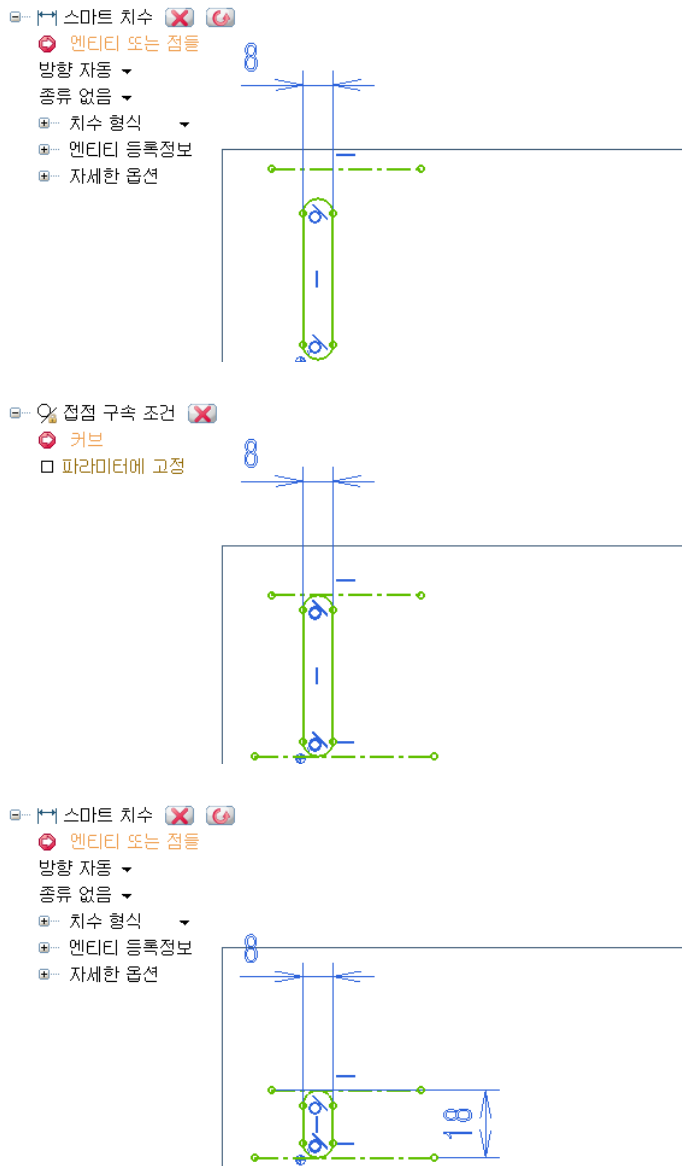 스마트 치수
엔티티 또는 점들
8
방향 자동
종류 없음
치수 형식
엔티티 등록정보
자세한 옵션
접점 구속 조건
커브
8
파라미터에 고정
스마트 치수
엔티티 또는 점들
방향 자동
종류 없음
치수 형식
엔티티 등록정보
8
자세한 옵션
18